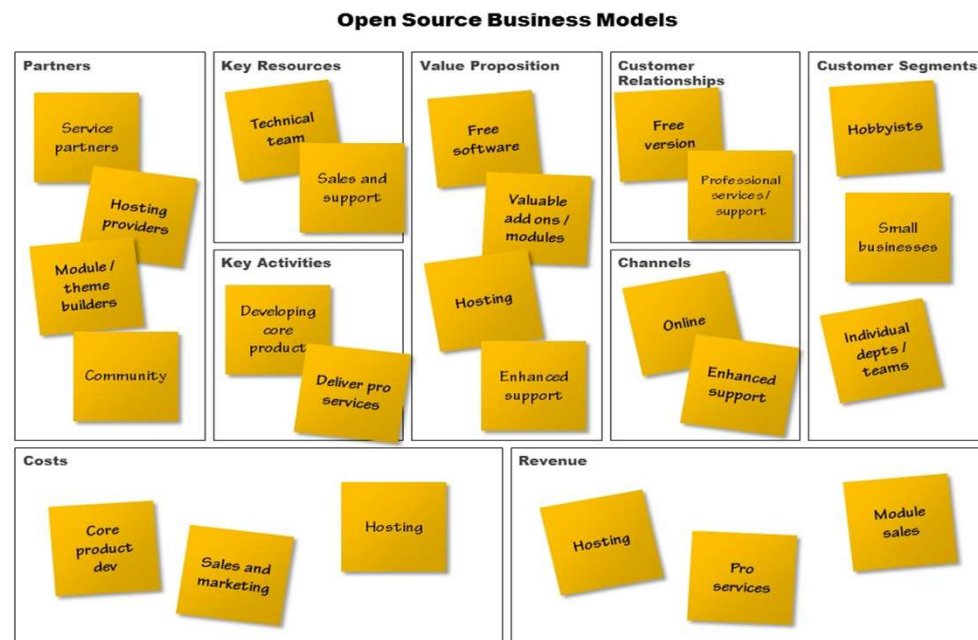 Open Source Business Models
Partners
Service
partners
Hosting
providers
Module /
theme
builders
Community
Key Resources
Technical
team
Sales and
support
Key Activities
Developing
core
product
Deliver pro
services
Value Proposition
Free
software
Valuable
add ons /
modules
Hosting
Enhanced
support
Customer
Relationships
Free
version
Professional
services /
support
Channels
Online
Enhanced
support
Customer Segments
Hobbyists
Small
businesses
Individual
depts /
teams
Costs
Core
product
dev
Sales and
marketing
Hosting
Revenue
Hosting
Pro
services
Module
sales